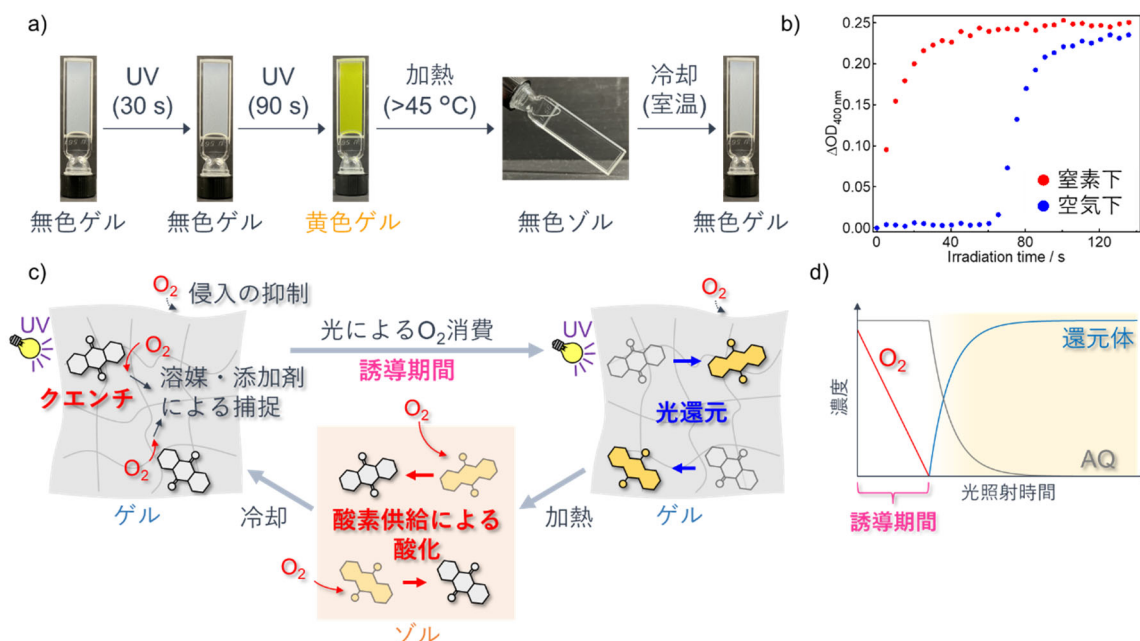 a)
UV
(30 s)
UV
(90 s)
加熱
(>45 ºC)
冷却
(室温)
無色ゲル
無色ゲル
黄色ゲル
無色ゾル
無色ゲル
b)
ΔOD400 nm
0.25
0.20
0.15
0.10
0.05
0.00
0
40
80
120
Irradiation time / s
窒素下
空気下
c)
O2
侵入の抑制
UV
O2
クエンチ
溶媒・添加剤
による捕捉
O2
ゲル
光によるO2消費
誘導期間
O2
UV
光還元
ゲル
加熱
O2
酸素供給による
酸化
O2
ゾル
冷却
d)
濃度
O2
還元体
AQ
光照射時間
誘導期間